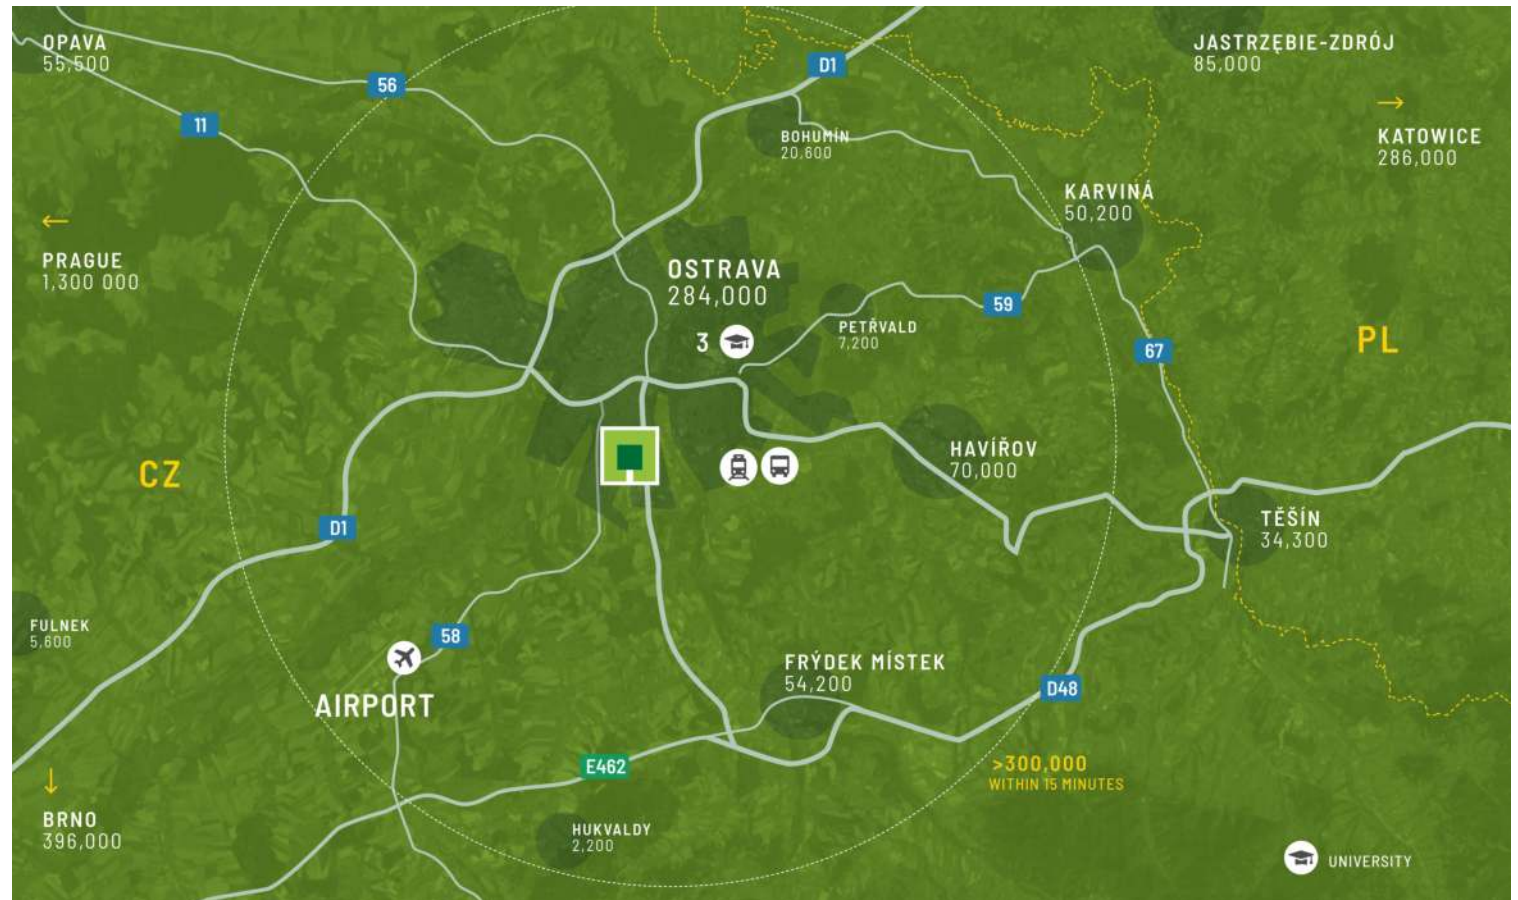 OPAVA
55,500
56
11
D1
JASTRZĘBIE-ZDRÓJ
85,000
KATOWICE
286,000
BOHUMÍN
20,600
KARVINÁ
50,200
PRAGUE
1,300 000
OSTRAVA
284,000
3
PETŘVALD
7,200
59
67
PL
CZ
HAVÍŘOV
70,000
D1
TĚŠÍN
34,300
FULNEK
5,600
58
AIRPORT
FRÝDEK MÍSTEK
54,200
D48
E462
>300,000
WITHIN 15 MINUTES
BRNO
396,000
HUKVALDY
2,200
UNIVERSITY